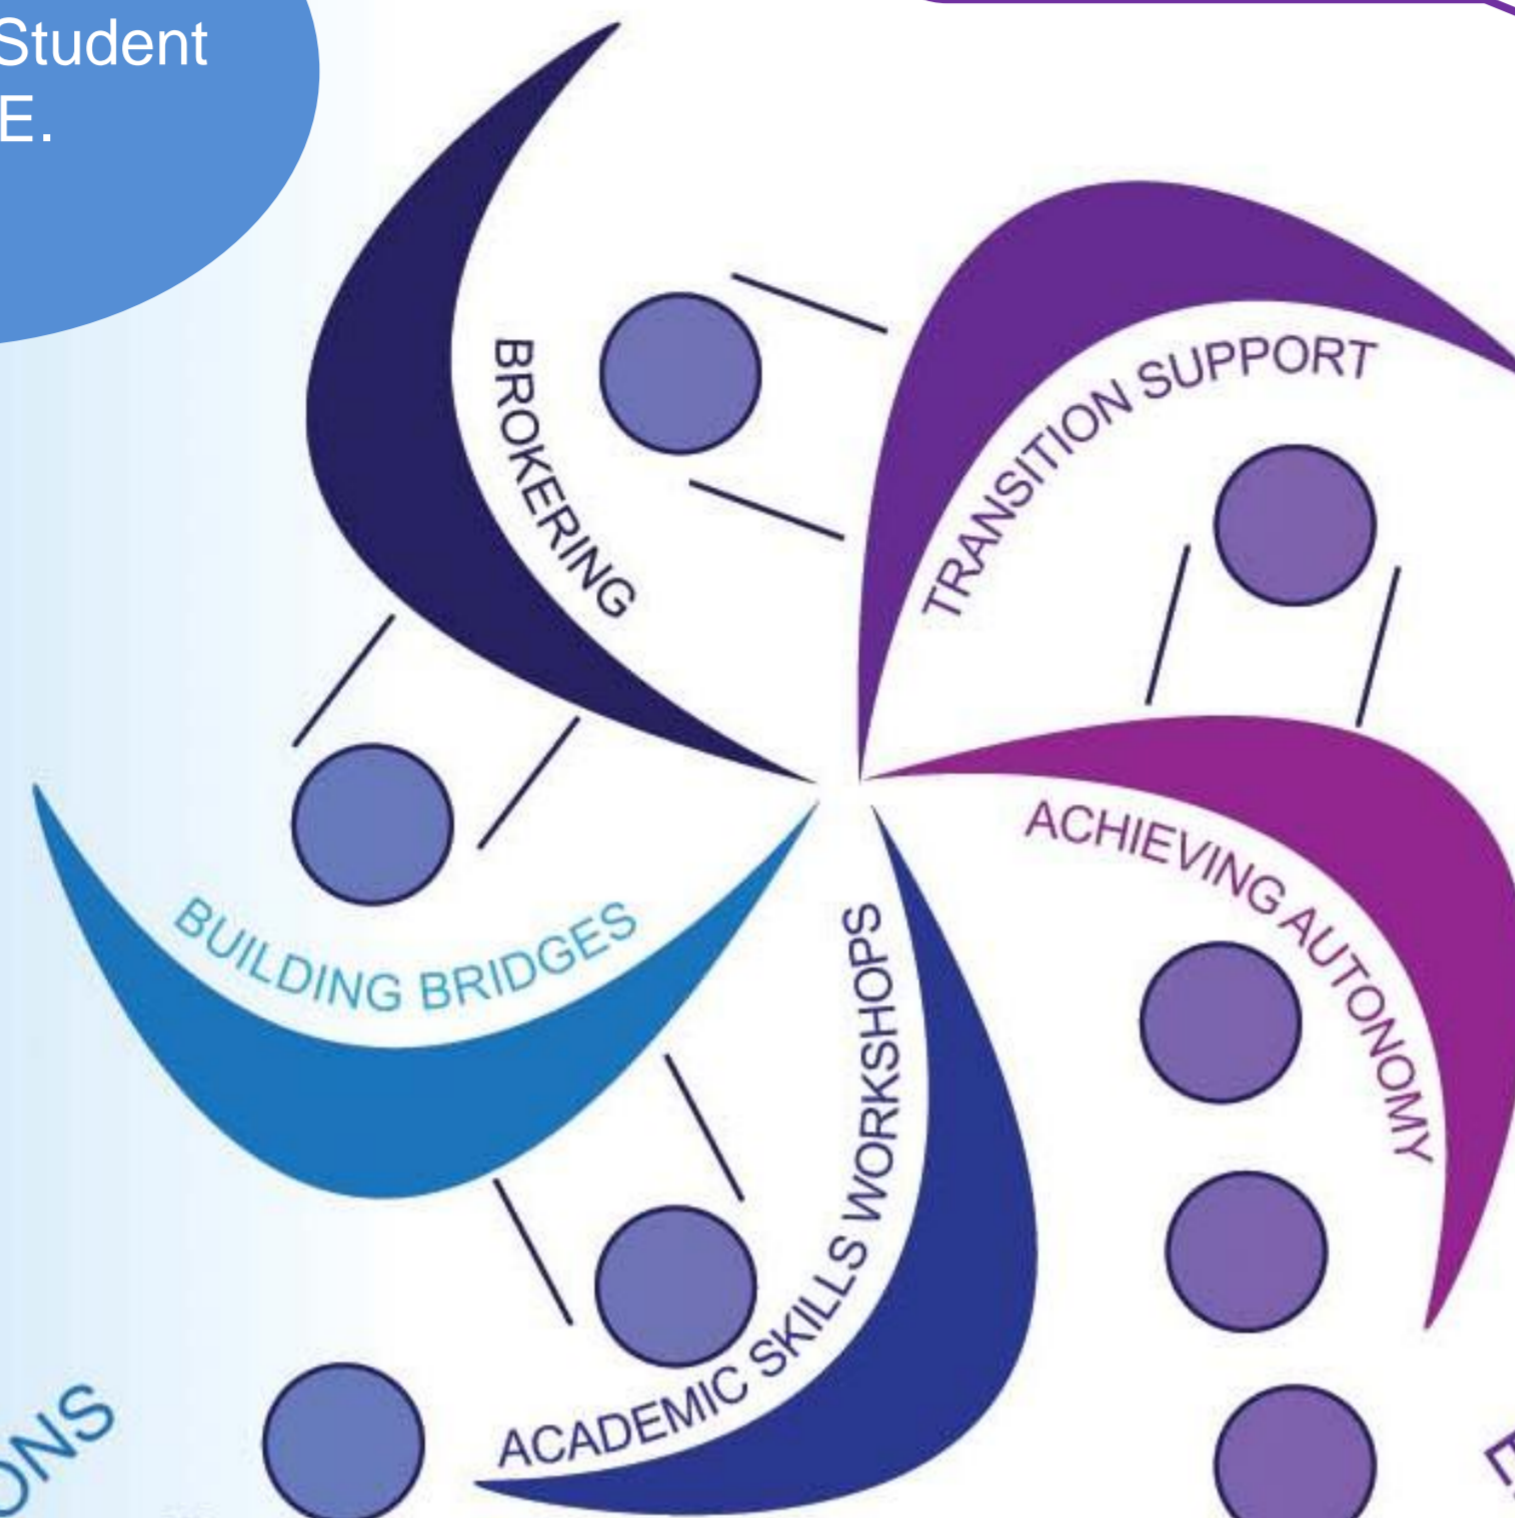 Student
E.
BROKERING
TRANSITION SUPPORT
ACHIEVING AUTONOMY
BUILDING BRIDGES
ACADEMIC SKILLS WORKSHOPS
ONS